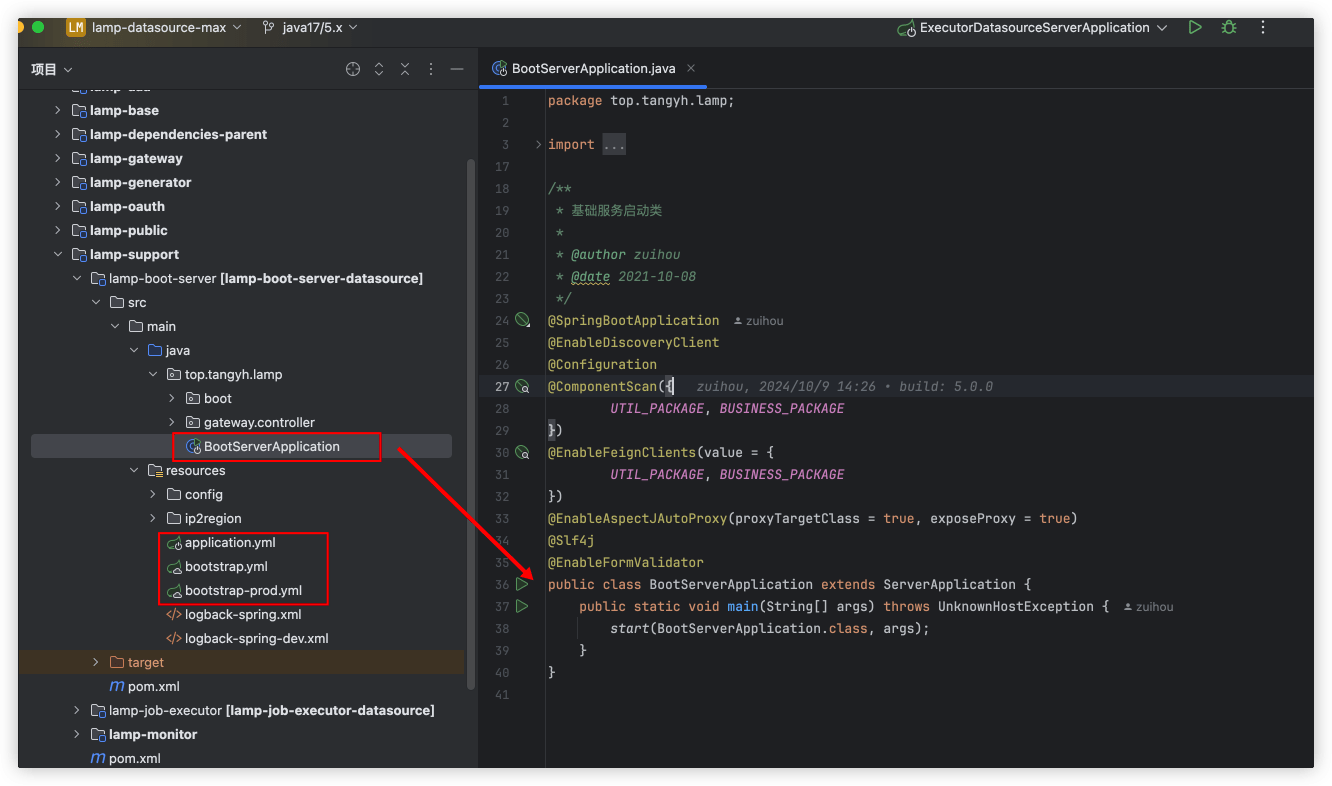 LM lamp-datasource-max java17/5.x ExecutorDatasourceServerApplication
项目
BootServerApplication.java
lamp-base
lamp-dependencies-parent
lamp-gateway
lamp-generator
lamp-oauth
lamp-public
lamp-support
lamp-boot-server [lamp-boot-server-datasource]
src
main
java
top.tangyh.lamp
boot
gateway.controller
BootServerApplication
resources
config
ip2region
application.yml
bootstrap.yml
bootstrap-prod.yml
logback-spring.xml
logback-spring-dev.xml
target
pom.xml
lamp-job-executor [lamp-job-executor-datasource]
lamp-monitor
pom.xml
1 package top.tangyh.lamp;
2
3 import ...
17
18 /**
19 * 基础服务启动类
20 *
21 * @author zuihou
22 * @date 2021-10-08
23 */
24 @SpringBootApplication zuihou
25 @EnableDiscoveryClient
26 @Configuration
27 @ComponentScan({ zuihou, 2024/10/9 14:26 • build: 5.0.0
28 UTIL_PACKAGE, BUSINESS_PACKAGE
29 })
30 @EnableFeignClients(value = {
31 UTIL_PACKAGE, BUSINESS_PACKAGE
32 })
33 @EnableAspectJAutoProxy(proxyTargetClass = true, exposeProxy = true)
34 @Slf4j
35 @EnableFormValidator
36 public class BootServerApplication extends ServerApplication {
37 public static void main(String[] args) throws UnknownHostException { zuihou
38 start(BootServerApplication.class, args);
39 }
40 }
41